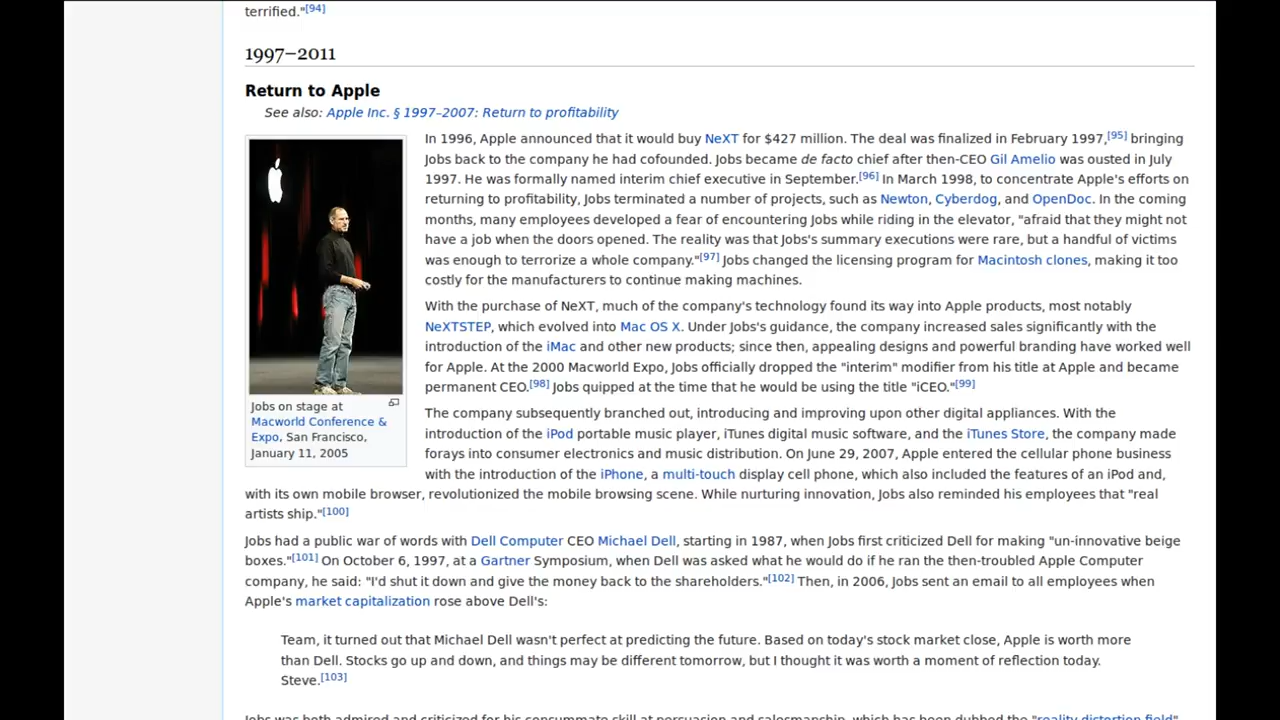 terrified."[94]
1997–2011
Return to Apple
See also: Apple Inc. § 1997–2007: Return to profitability
In 1996, Apple announced that it would buy NeXT for $427 million. The deal was finalized in February 1997,[95] bringing
Jobs back to the company he had cofounded. Jobs became de facto chief after then-CEO Gil Amelio was ousted in July
1997. He was formally named interim chief executive in September.[96] In March 1998, to concentrate Apple's efforts on
returning to profitability, Jobs terminated a number of projects, such as Newton, Cyberdog, and OpenDoc. In the coming
months, many employees developed a fear of encountering Jobs while riding in the elevator, "afraid that they might not
have a job when the doors opened. The reality was that Jobs's summary executions were rare, but a handful of victims
was enough to terrorize a whole company."[97] Jobs changed the licensing program for Macintosh clones, making it too
costly for the manufacturers to continue making machines.
With the purchase of NeXT, much of the company's technology found its way into Apple products, most notably
NeXTSTEP, which evolved into Mac OS X. Under Jobs's guidance, the company increased sales significantly with the
introduction of the iMac and other new products; since then, appealing designs and powerful branding have worked well
for Apple. At the 2000 Macworld Expo, Jobs officially dropped the "interim" modifier from his title at Apple and became
permanent CEO.[98] Jobs quipped at the time that he would be using the title "iCEO."[99]
Jobs on stage at
Macworld Conference &
Expo, San Francisco,
January 11, 2005
The company subsequently branched out, introducing and improving upon other digital appliances. With the
introduction of the iPod portable music player, iTunes digital music software, and the iTunes Store, the company made
forays into consumer electronics and music distribution. On June 29, 2007, Apple entered the cellular phone business
with the introduction of the iPhone, a multi-touch display cell phone, which also included the features of an iPod and,
with its own mobile browser, revolutionized the mobile browsing scene. While nurturing innovation, Jobs also reminded his employees that "real
artists ship."[100]
Jobs had a public war of words with Dell Computer CEO Michael Dell, starting in 1987, when Jobs first criticized Dell for making "un-innovative beige
boxes."[101] On October 6, 1997, at a Gartner Symposium, when Dell was asked what he would do if he ran the then-troubled Apple Computer
company, he said: "I'd shut it down and give the money back to the shareholders."[102] Then, in 2006, Jobs sent an email to all employees when
Apple's market capitalization rose above Dell's:
Team, it turned out that Michael Dell wasn't perfect at predicting the future. Based on today's stock market close, Apple is worth more
than Dell. Stocks go up and down, and things may be different tomorrow, but I thought it was worth a moment of reflection today.
Steve.[103]
Jobs was both admired and criticized for his consummate skill at persuasion and salesmanship, which has been dubbed the "reality distortion field"